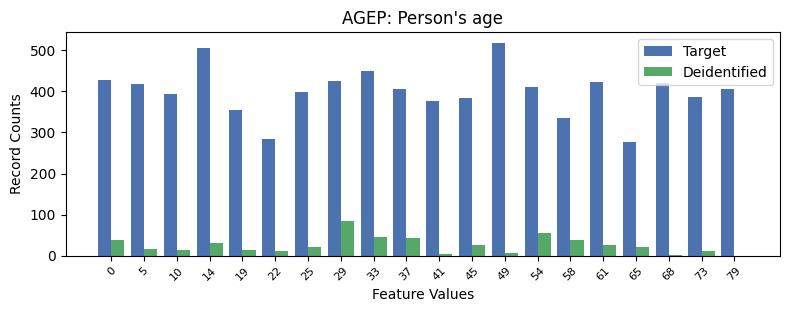 AGEP: Person's age
Target
Deidentified
Record Counts
500
400
300
200
100
0
0 5 10 14 19 22 25 29 33 37 41 45 49 54 58 61 65 68 73 79
Feature Values